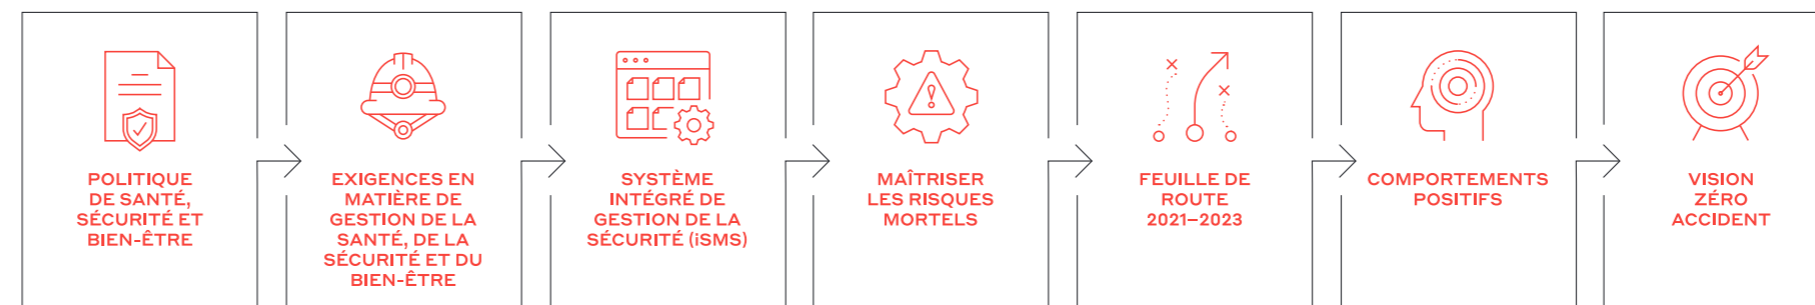 POLITIQUE
DE SANTÉ,
SÉCURITÉ ET
BIEN-ÊTRE
EXIGENCES EN
MATIÈRE DE
GESTION DE LA
SANTÉ, DE LA
SÉCURITÉ ET DU
BIEN-ÊTRE
SYSTÈME
INTÉGRÉ DE
GESTION DE LA
SÉCURITÉ (iSMS)
MAÎTRISER
LES RISQUES
MORTELS
FEUILLE DE
ROUTE
2021–2023
COMPORTEMENTS
POSITIFS
VISION
ZÉRO
ACCIDENT